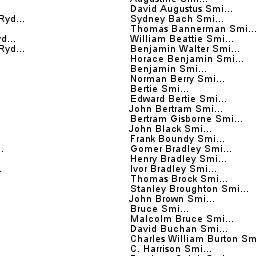 David Augustus Smi...
Ryd... Sydney Bach Smi...
Thomas Bannerman Smi...
d... William Beattie Smi...
Ryd... Benjamin Walter Smi...
Horace Benjamin Smi...
Benjamin Smi...
Norman Berry Smi...
Bertie Smi...
Edward Bertie Smi...
John Bertram Smi...
Bertram Gisborne Smi...
John Black Smi...
Frank Boundy Smi...
Gomer Bradley Smi...
Henry Bradley Smi...
Ivor Bradley Smi...
Thomas Brock Smi...
Stanley Broughton Smi...
John Brown Smi...
Bruce Smi...
Malcolm Bruce Smi...
David Buchan Smi...
Charles William Burton Sm
C. Harrison Smi...